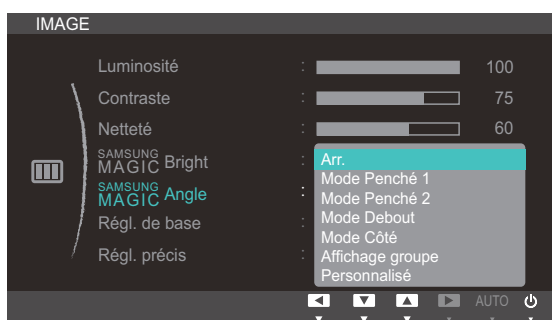 IMAGE
Luminosité : 100
Contraste : 75
Netteté : 60
SAMSUNG MAGIC Bright :
SAMSUNG MAGIC Angle :
Régl. de base :
Régl. précis :
Arr.
Mode Penché 1
Mode Penché 2
Mode Debout
Mode Côté
Affichage groupe
Personnalisé
AUTO